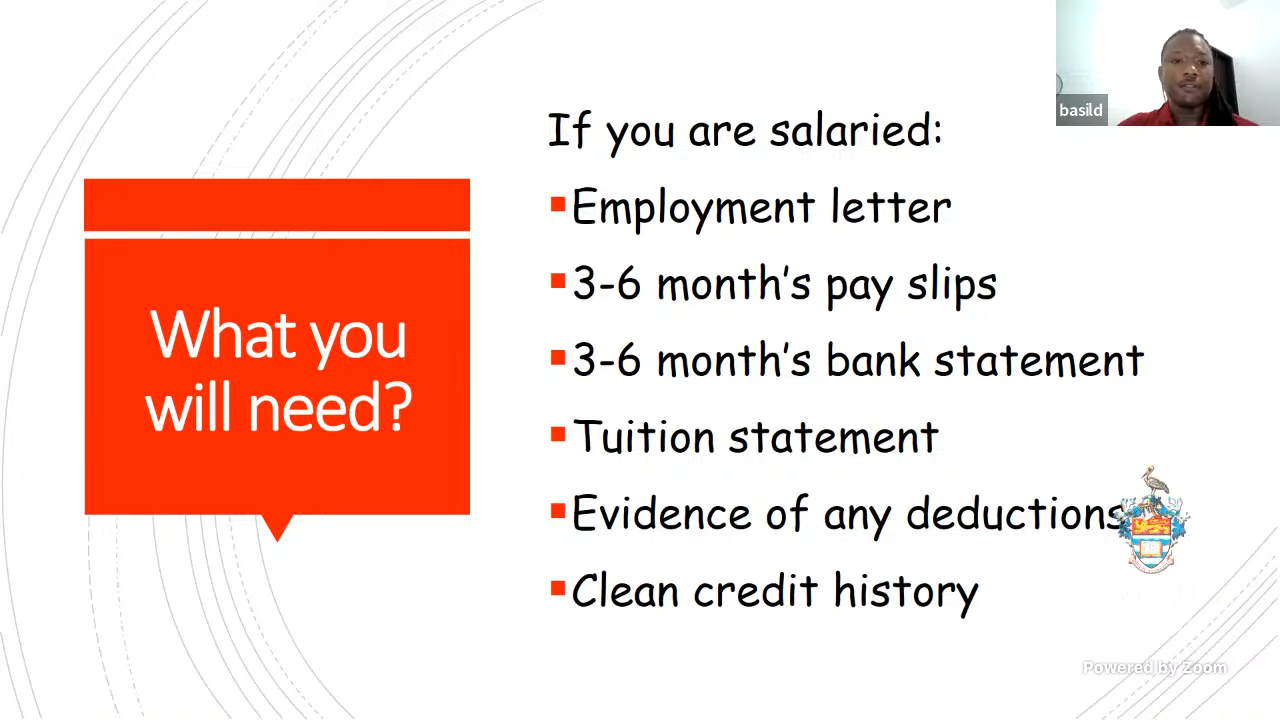 What you
will need?
If you are salaried:
Employment letter
3-6 month's pay slips
3-6 month's bank statement
Tuition statement
Evidence of any deductions
Clean credit history
basild
Powered by Zoom